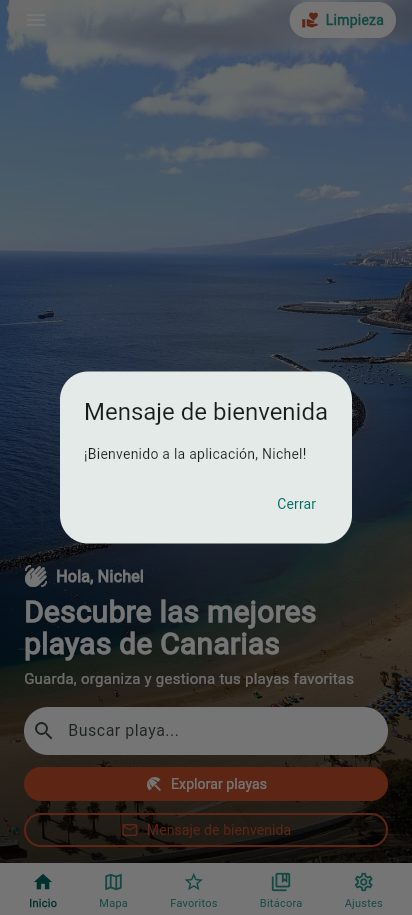 Limpieza
Mensaje de bienvenida
¡Bienvenido a la aplicación, Nichel!
Cerrar
Hola, Nichel
Descubre las mejores
playas de Canarias
Guarda, organiza y gestiona tus playas favoritas
Buscar playa...
Explorar playas
Mensaje de bienvenida
Inicio
Mapa
Favoritos
Bitácora
Ajustes